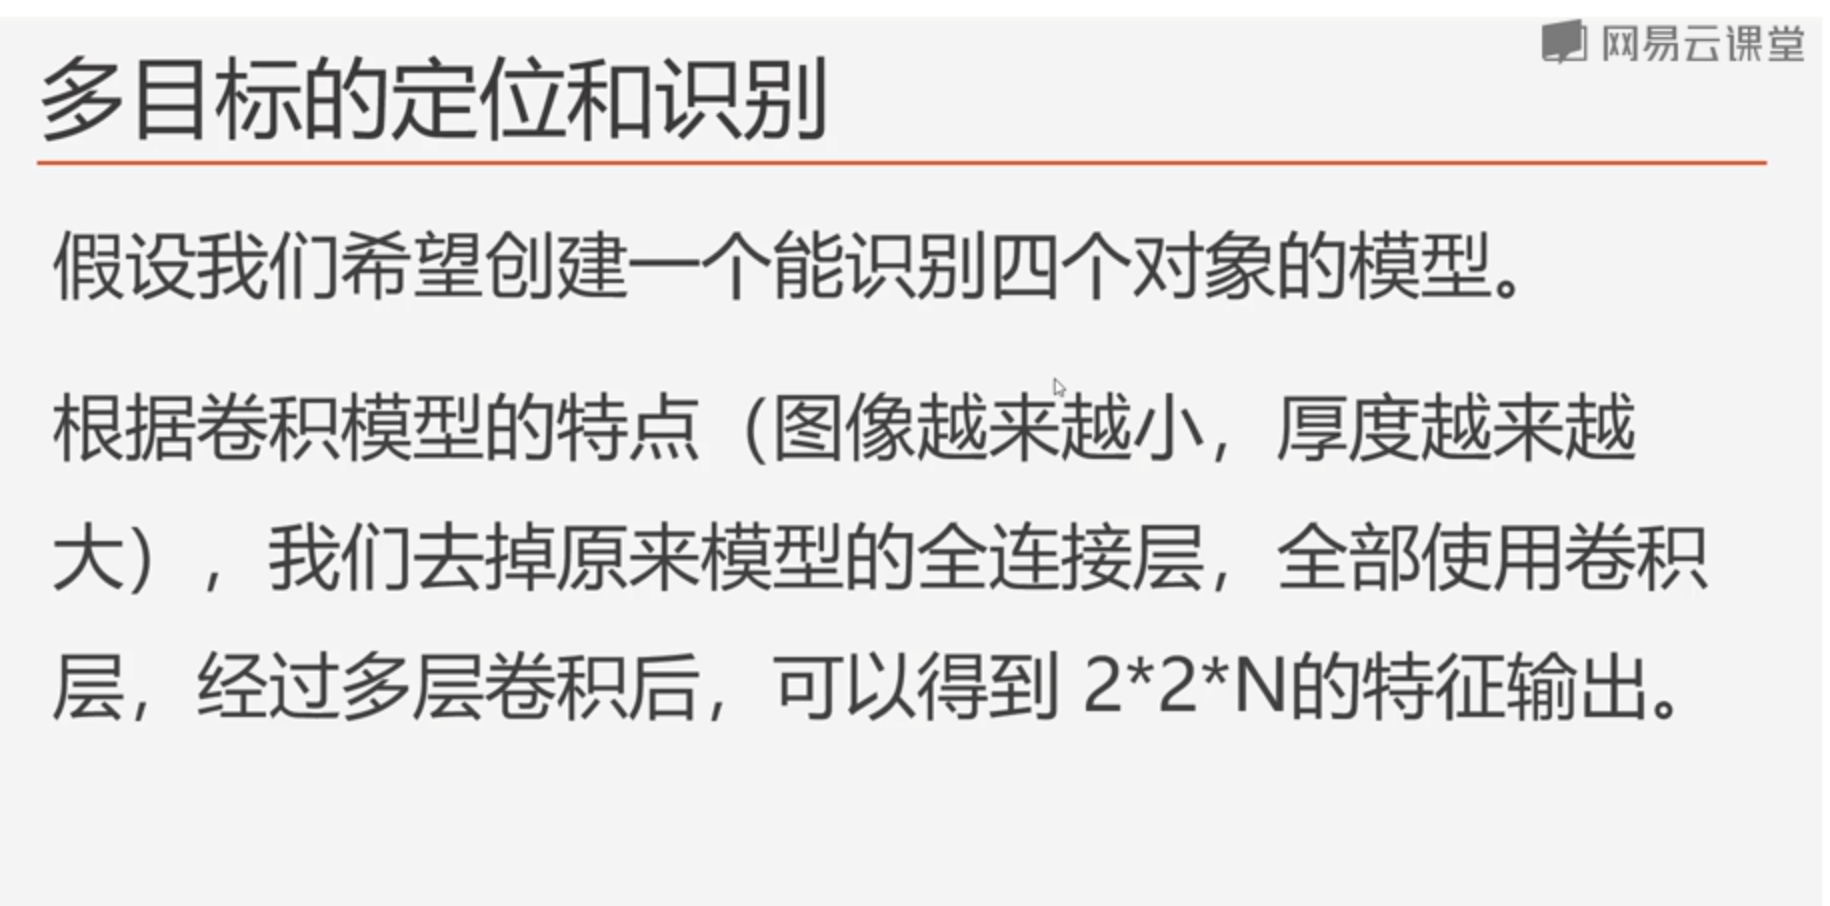 网易云课堂
多目标的定位和识别
假设我们希望创建一个能识别四个对象的模型。
根据卷积模型的特点（图像越来越小，厚度越来越
大），我们去掉原来模型的全连接层，全部使用卷积
层，经过多层卷积后，可以得到 2*2*N的特征输出。